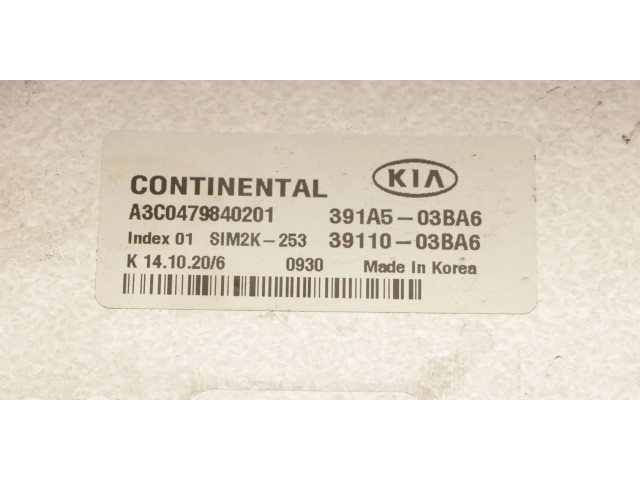 CONTINENTAL KIA
A3C0479840201 391A5-03BA6
Index 01 SIM2K-253 39110-03BA6
K 14.10.20/6 0930 Made In Korea